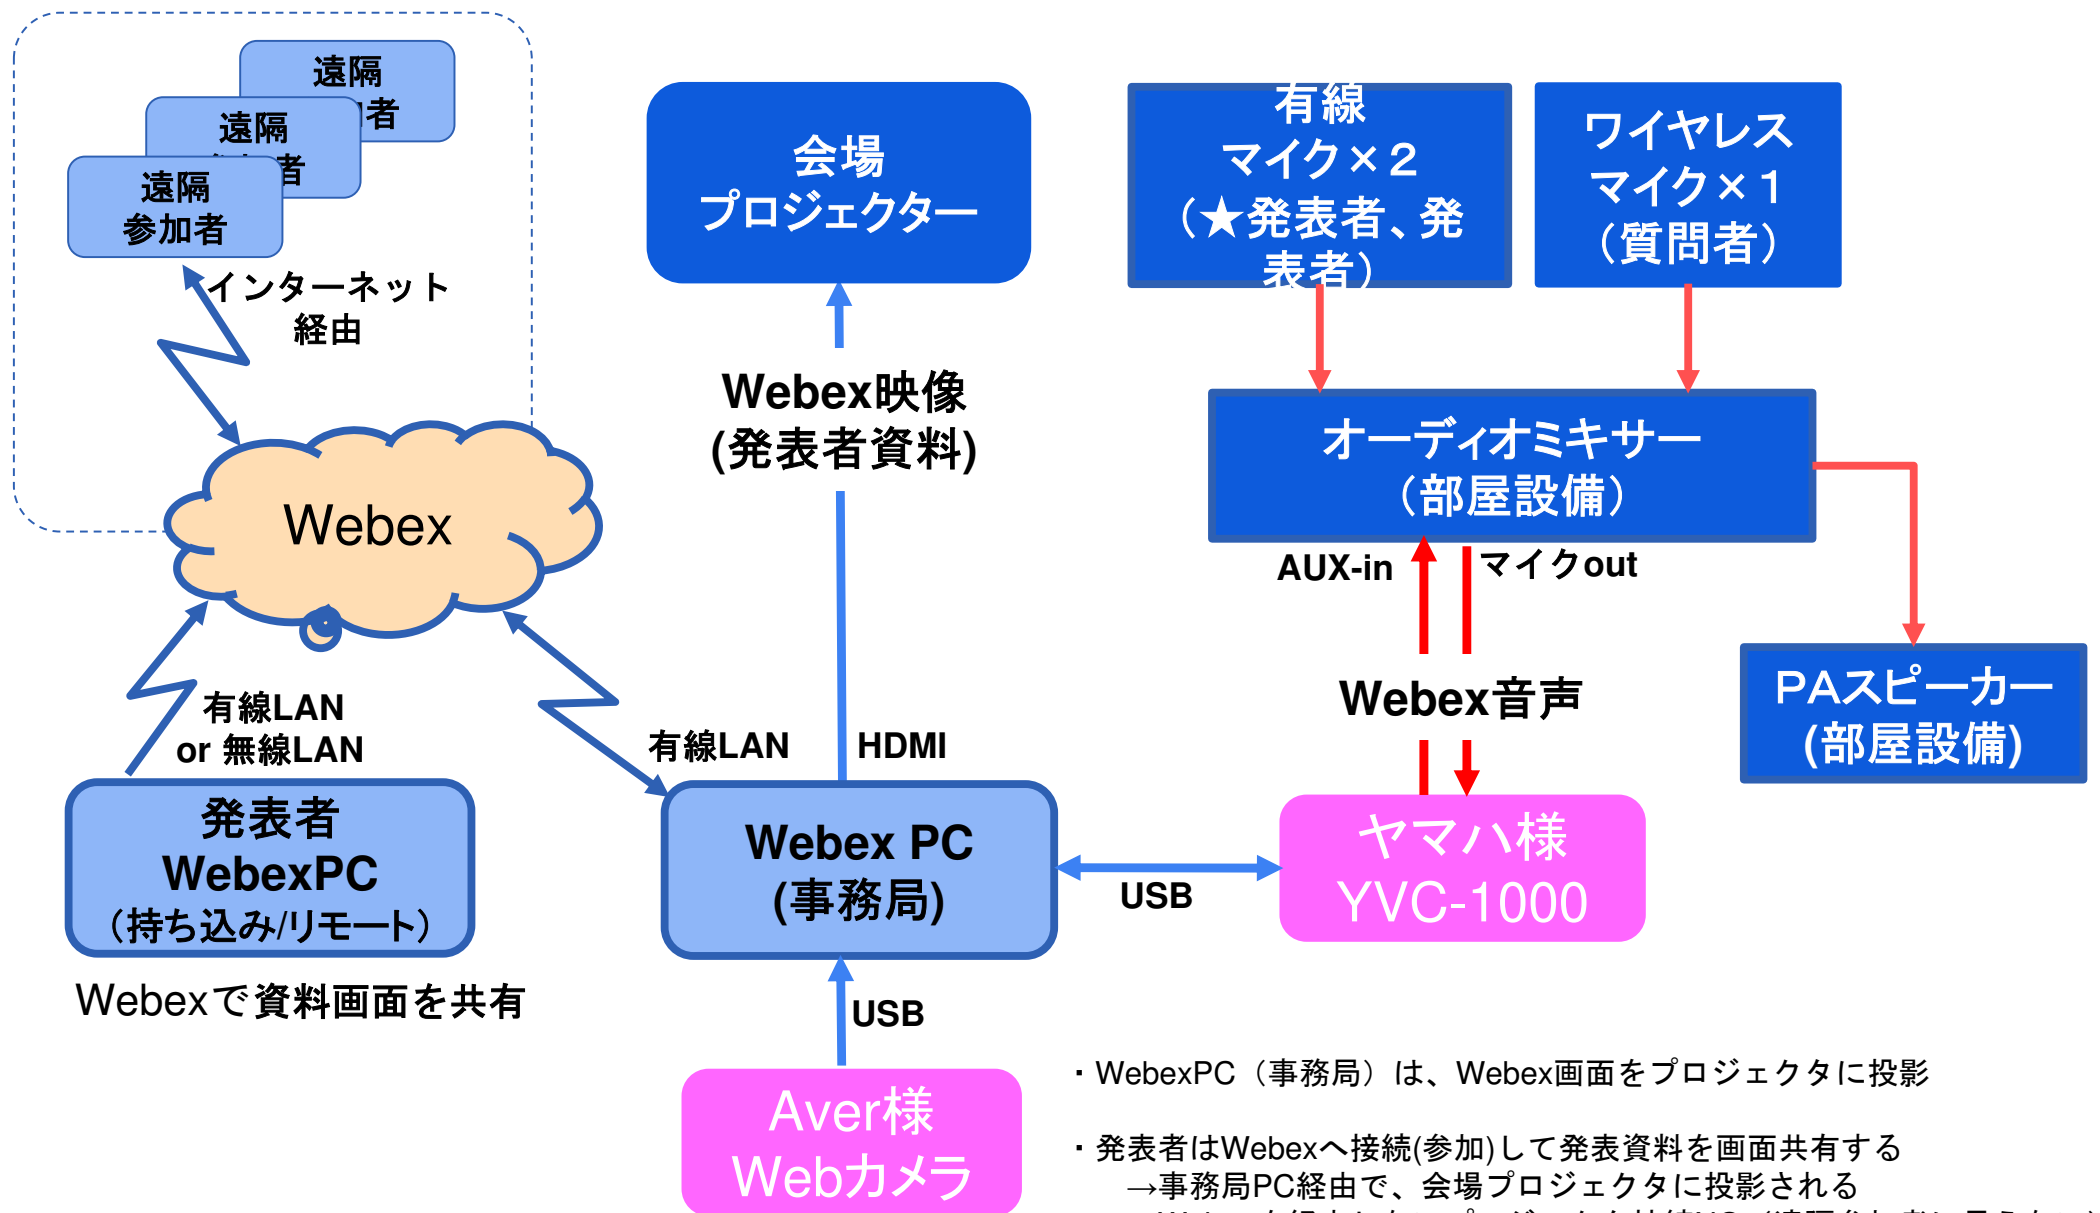 遠隔
者
遠隔
者
遠隔
参加者
インターネット
経由
Webex
有線LAN
or 無線LAN
発表者
WebexPC
（持ち込み/リモート）
Webexで資料画面を共有
会場
プロジェクター
Webex映像
(発表者資料)
有線LAN
HDMI
Webex PC
(事務局)
USB
Aver様
Webカメラ
USB
有線
マイク×２
（★発表者、発
表者）
ワイヤレス
マイク×１
（質問者）
オーディオミキサー
（部屋設備）
AUX-in
マイクout
Webex音声
ヤマハ様
YVC-1000
PAスピーカー
(部屋設備)
・WebexPC（事務局）は、Webex画面をプロジェクタに投影
・発表者はWebexへ接続(参加)して発表資料を画面共有する
→事務局PC経由で、会場プロジェクタに投影される